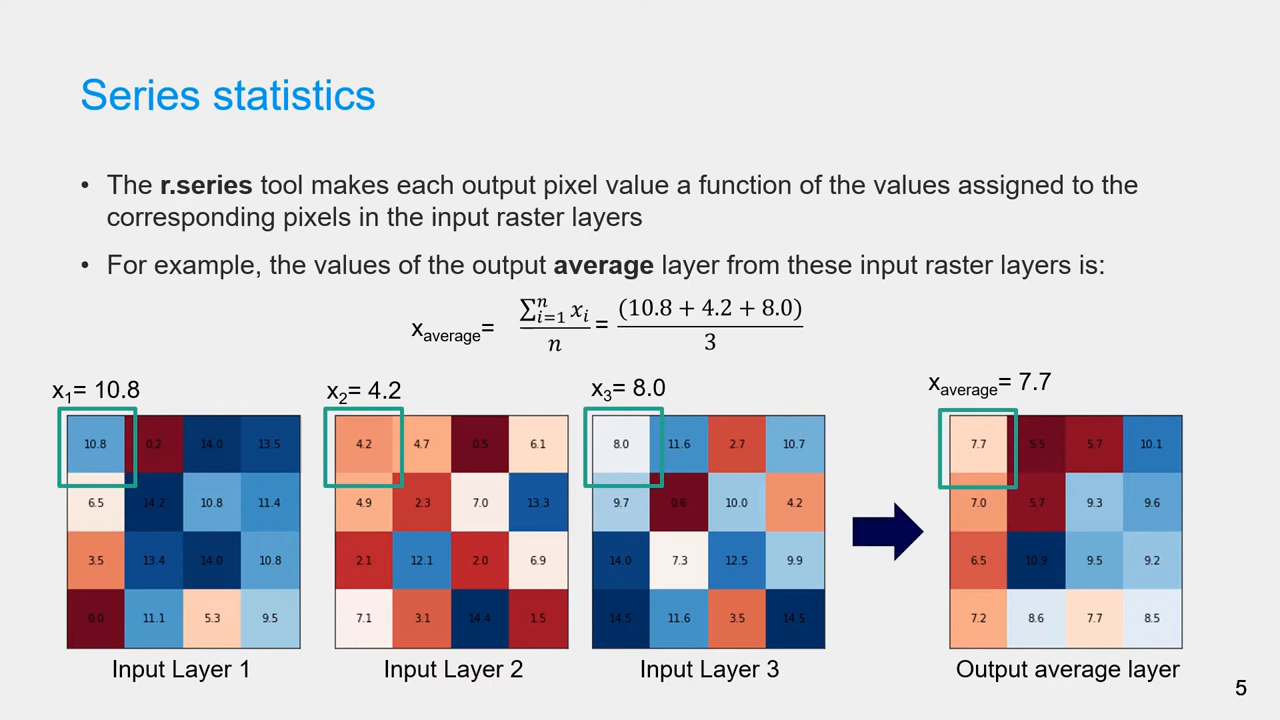 Series statistics
• The r.series tool makes each output pixel value a function of the values assigned to the
corresponding pixels in the input raster layers
• For example, the values of the output average layer from these input raster layers is:
x_average= \frac{\sum_{i=1}^{n} x_i}{n} = \frac{(10.8 + 4.2 + 8.0)}{3}
x₁= 10.8
10.8 0.2 14.0 13.5
6.5 14.2 10.8 11.4
3.5 13.4 14.0 10.8
0.0 11.1 5.3 9.5
Input Layer 1
x₂= 4.2
4.2 4.7 0.5 6.1
4.9 2.3 7.0 13.3
2.1 12.1 2.0 6.9
7.1 3.1 14.4 1.5
Input Layer 2
x₃= 8.0
8.0 11.6 2.7 10.7
9.7 0.6 10.0 4.2
14.0 7.3 12.5 9.9
14.5 11.6 3.5 14.5
Input Layer 3
x_average= 7.7
7.7 5.5 5.7 10.1
7.0 5.7 9.3 9.6
6.5 10.9 9.5 9.2
7.2 8.6 7.7 8.5
Output average layer
5